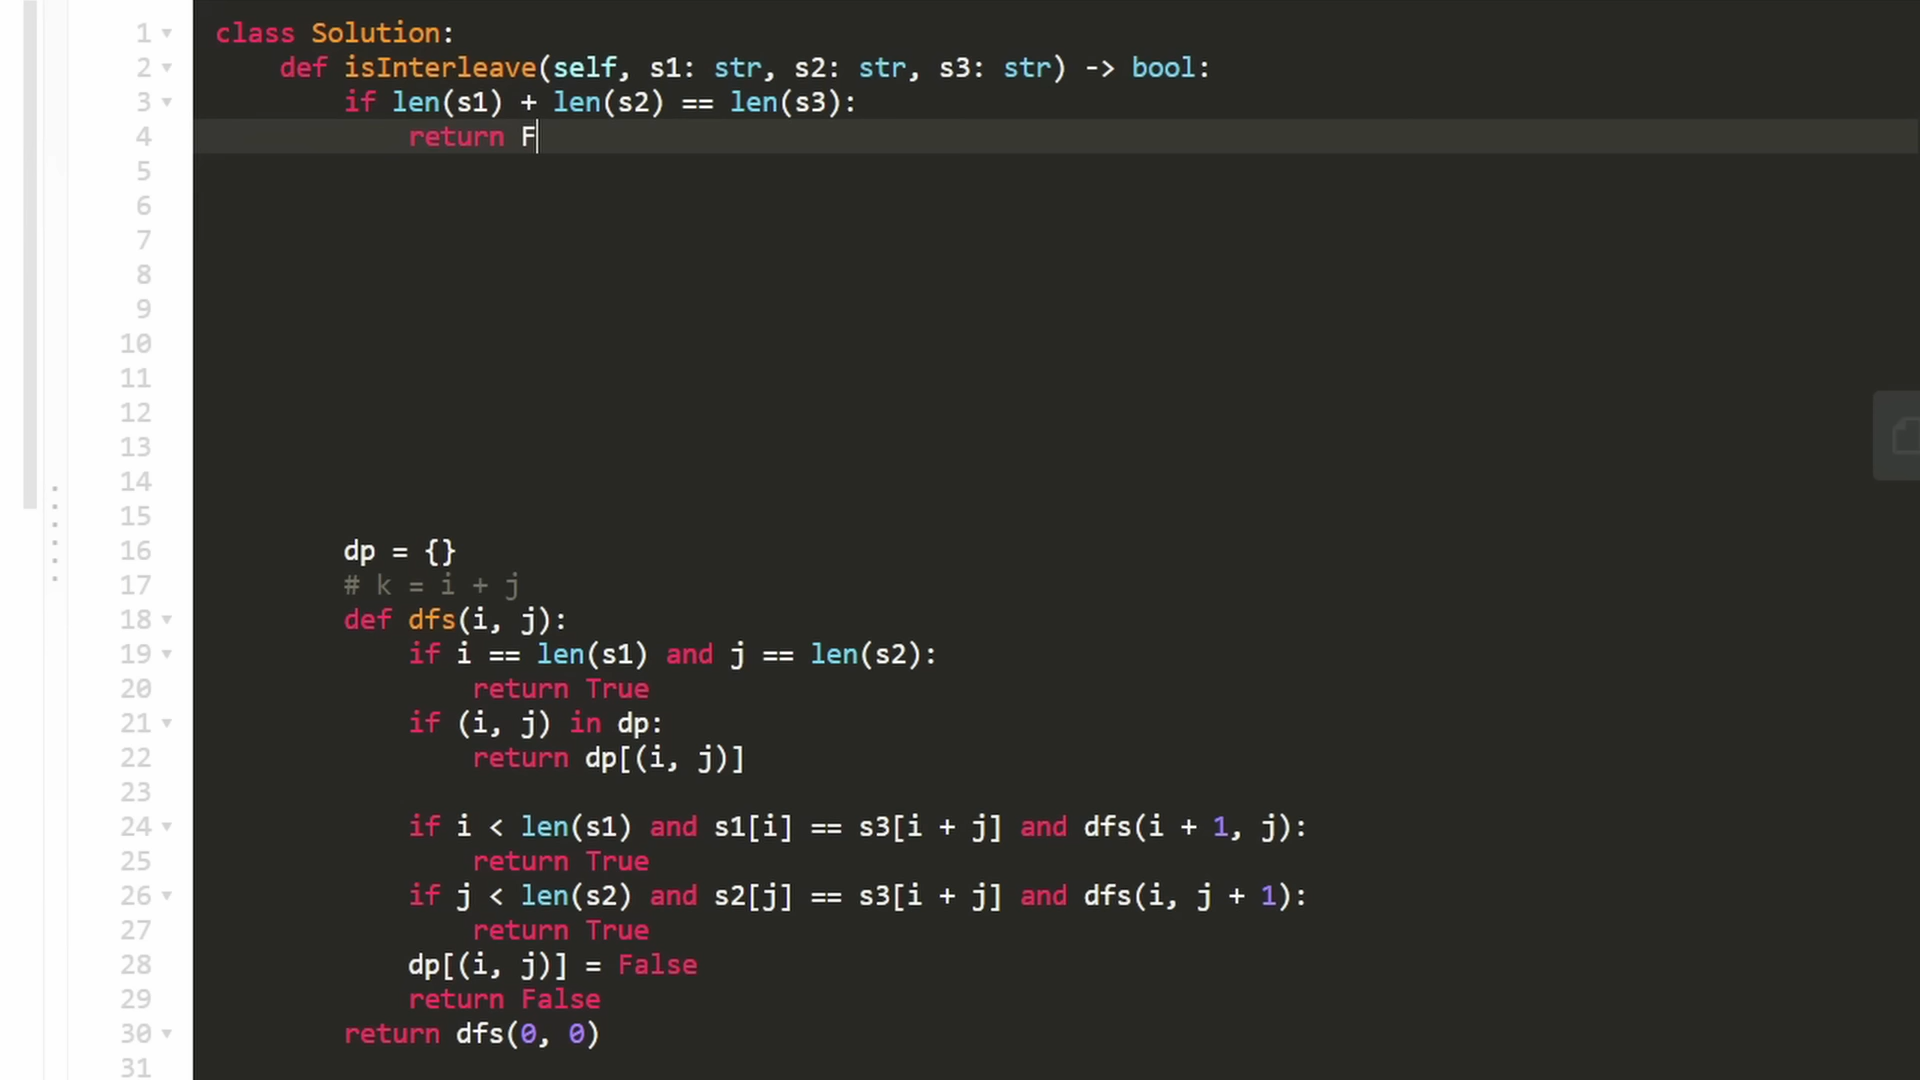 1 class Solution:
2 def isInterleave(self, s1: str, s2: str, s3: str) -> bool:
3 if len(s1) + len(s2) == len(s3):
4 return F
5
6
7
8
9
10
11
12
13
14
15
16 dp = {}
17 # k = i + j
18 def dfs(i, j):
19 if i == len(s1) and j == len(s2):
20 return True
21 if (i, j) in dp:
22 return dp[(i, j)]
23
24 if i < len(s1) and s1[i] == s3[i + j] and dfs(i + 1, j):
25 return True
26 if j < len(s2) and s2[j] == s3[i + j] and dfs(i, j + 1):
27 return True
28 dp[(i, j)] = False
29 return False
30 return dfs(0, 0)
31